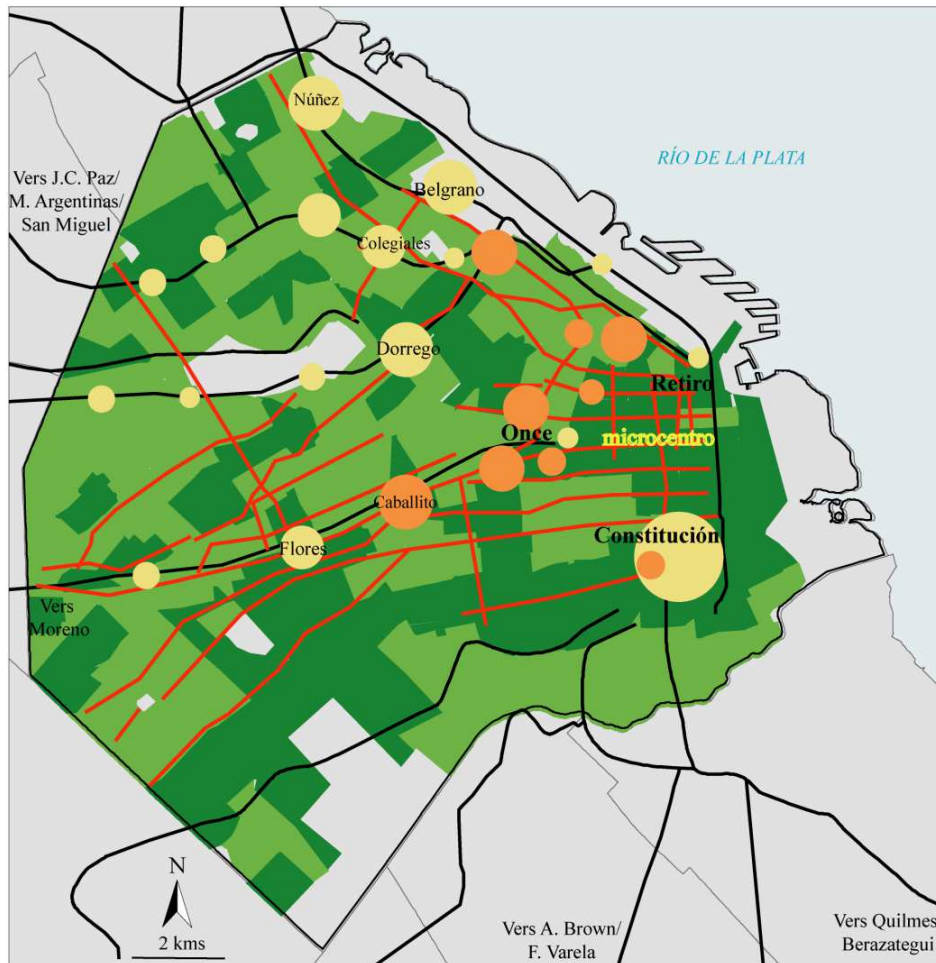 Núñez
RÍO DE LA PLATA
Vers J.C. Paz/
M. Argentinas/
San Miguel
Belgrano
Colegiales
Dorrego
Retiro
Once
microcentro
Caballito
Constitución
Flores
Vers
Moreno
N
2 kms
Vers A. Brown/
F. Varela
Vers Quilmes
Berazategui